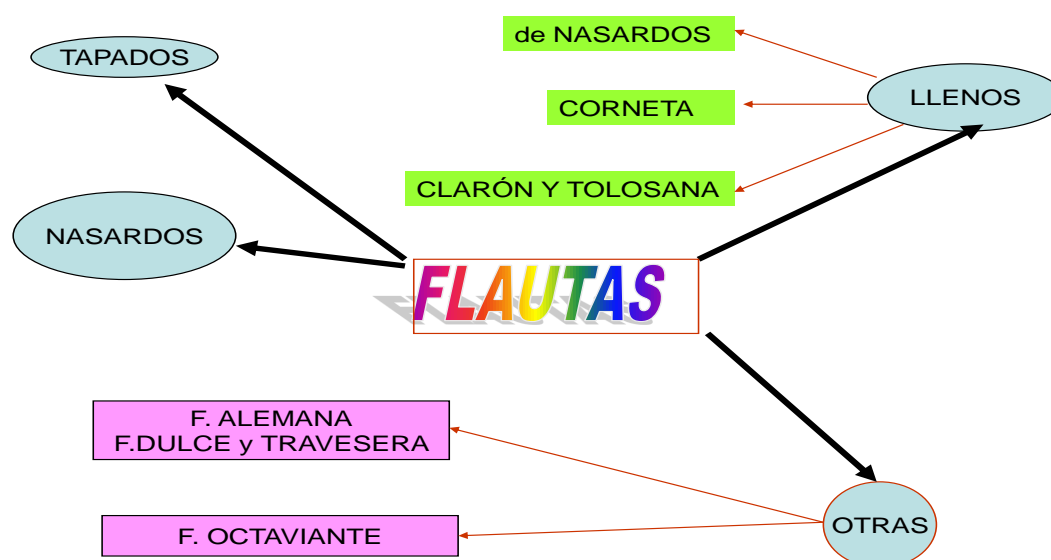 de NASARDOS
TAPADOS
LLENOS
CORNETA
CLARÓN Y TOLOSANA
NASARDOS
FLAUTAS
F. ALEMANA
F.DULCE y TRAVESERA
OTRAS
F. OCTAVIANTE